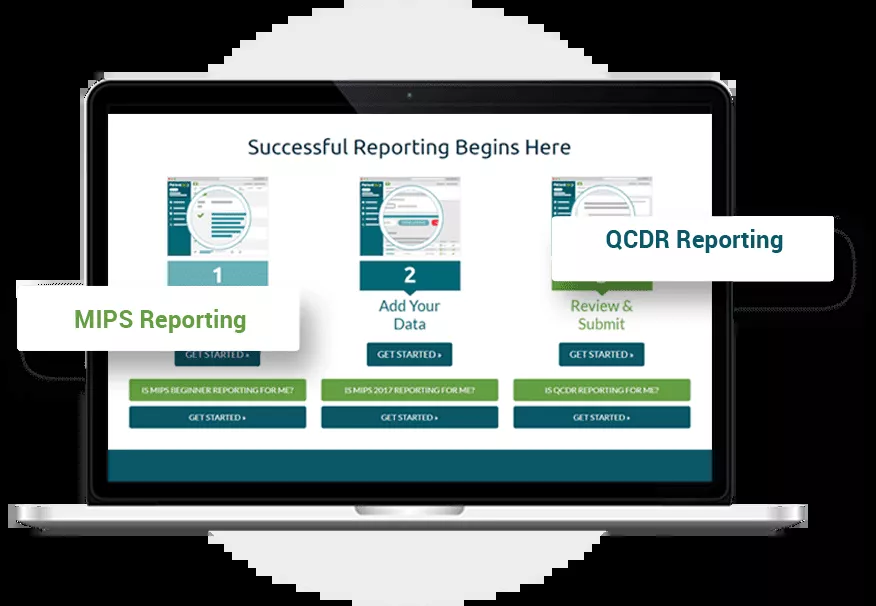 Successful Reporting Begins Here
QCDR Reporting
1
2
MIPS Reporting
Add Your
Data
Review &
Submit
GET STARTED »
GET STARTED »
GET STARTED »
IS MIPS BEGINNER REPORTING FOR ME?
IS MIPS 2017 REPORTING FOR ME?
IS QCDR REPORTING FOR ME?
GET STARTED »
GET STARTED »
GET STARTED »